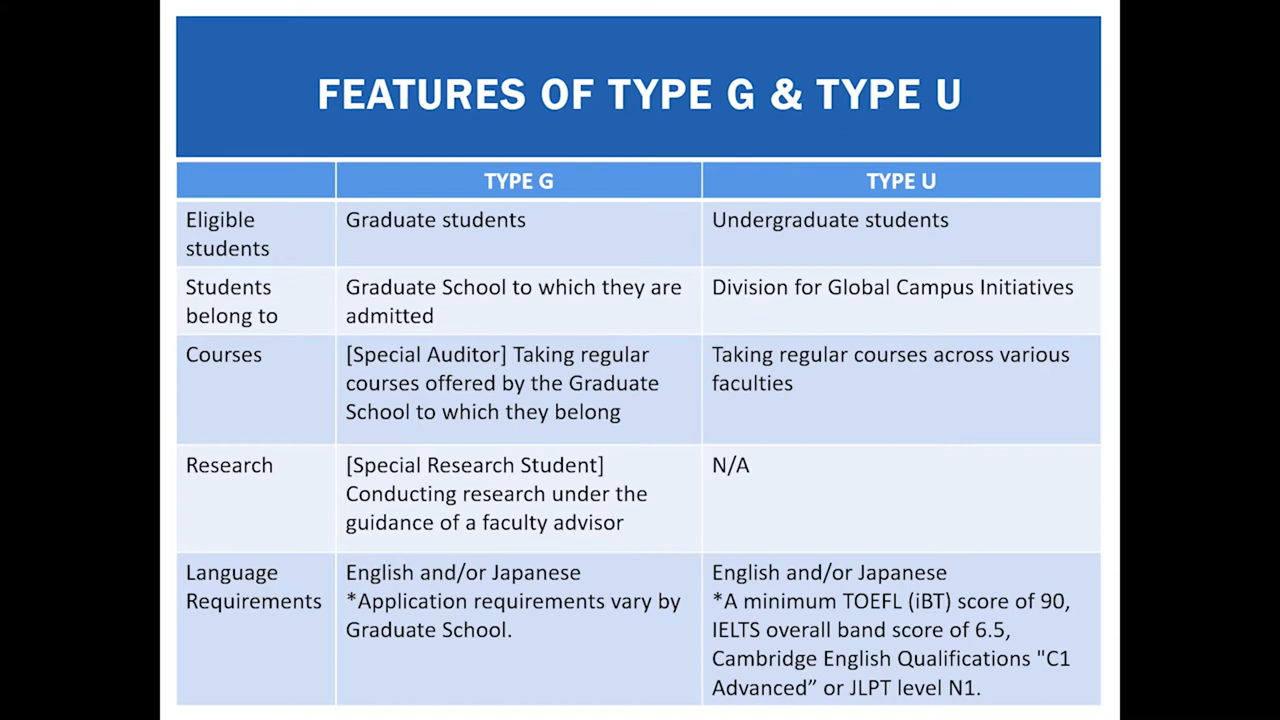 FEATURES OF TYPE G & TYPE U
TYPE G
TYPE U
Eligible
students
Graduate students
Undergraduate students
Students
belong to
Graduate School to which they are
admitted
Division for Global Campus Initiatives
Courses
[Special Auditor] Taking regular
courses offered by the Graduate
School to which they belong
Taking regular courses across various
faculties
Research
[Special Research Student]
Conducting research under the
guidance of a faculty advisor
N/A
Language
Requirements
English and/or Japanese
*Application requirements vary by
Graduate School.
English and/or Japanese
*A minimum TOEFL (iBT) score of 90,
IELTS overall band score of 6.5,
Cambridge English Qualifications "C1
Advanced” or JLPT level N1.